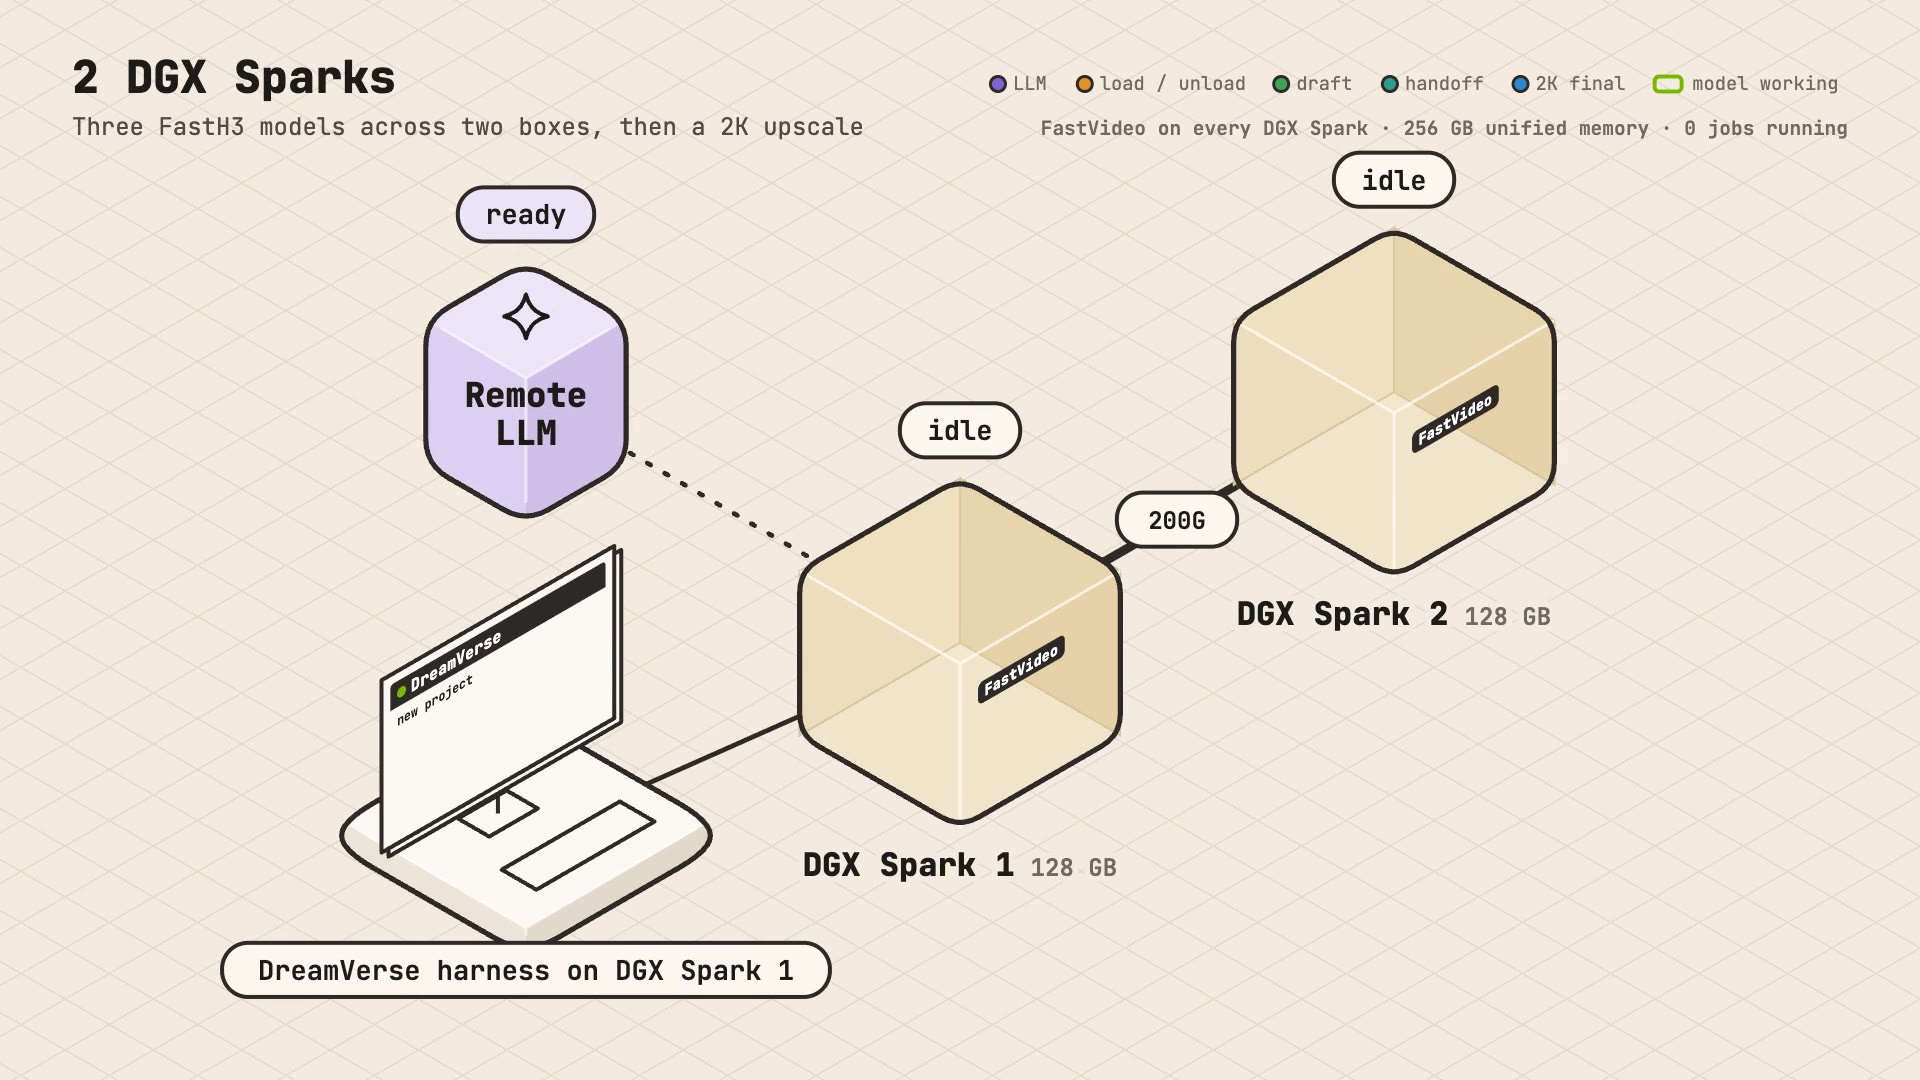 2 DGX Sparks
Three FastH3 models across two boxes, then a 2K upscale
LLM
load / unload
draft
handoff
2K final
model working
FastVideo on every DGX Spark · 256 GB unified memory · 0 jobs running
idle
ready
Remote
LLM
FastVideo
idle
200G
DGX Spark 2 128 GB
DreamVerse
new project
FastVideo
DGX Spark 1 128 GB
DreamVerse harness on DGX Spark 1